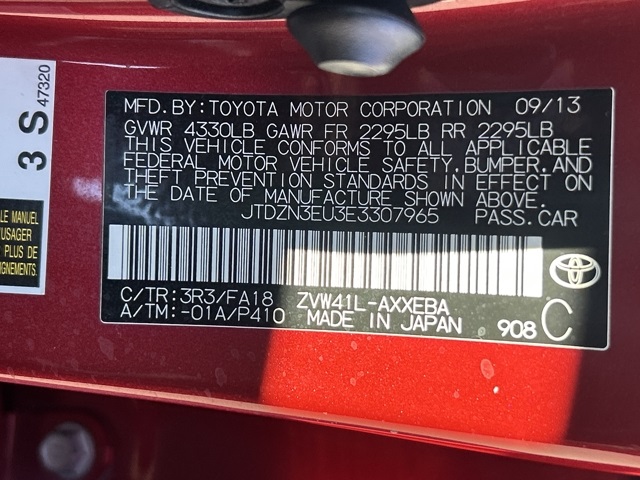 3 S 47320
LE MANUEL
'USAGER
PLUS DE
GNEMENTS.
MFD. BY: TOYOTA MOTOR CORPORATION 09/13
GVWR 4330LB GAWR FR 2295LB RR 2295LB
THIS VEHICLE CONFORMS TO ALL APPLICABLE
FEDERAL MOTOR VEHICLE SAFETY, BUMPER, AND
THEFT PREVENTION STANDARDS IN EFFECT ON
THE DATE OF MANUFACTURE SHOWN ABOVE.
JTDZN3EU3E3307965 PASS. CAR
C/TR: 3R3/FA18 ZVW41L-AXXEBA
A/TM: -01A/P410 MADE IN JAPAN 908 C